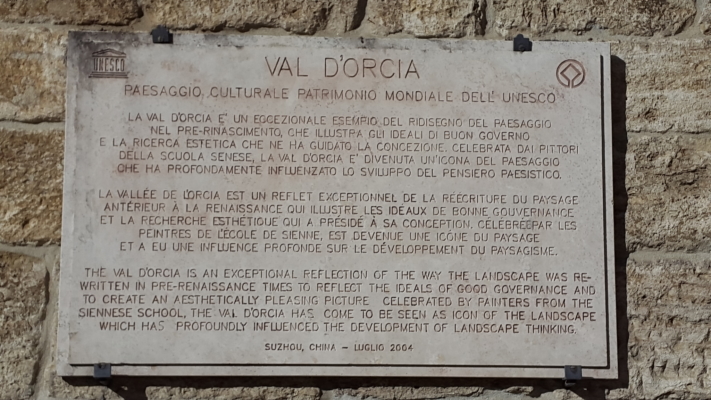 UNESCO
VAL D'ORCIA
PAESAGGIO CULTURALE PATRIMONIO MONDIALE DELL' UNESCO
LA VAL D'ORCIA E' UN ECCEZIONALE ESEMPIO DEL RIDISEGNO DEL PAESAGGIO
NEL PRE-RINASCIMENTO, CHE ILLUSTRA GLI IDEALI DI BUON GOVERNO
E LA RICERCA ESTETICA CHE NE HA GUIDATO LA CONCEZIONE. CELEBRATA DAI PITTORI
DELLA SCUOLA SENESE, LA VAL D'ORCIA E' DIVENUTA UN'ICONA DEL PAESAGGIO
CHE HA PROFONDAMENTE INFLUENZATO LO SVILUPPO DEL PENSIERO PAESISTICO.
LA VALLÉE DE L'ORCIA EST UN REFLET EXCEPTIONNEL DE LA RÉÉCRITURE DU PAYSAGE
ANTÉRIEUR À LA RENAISSANCE QUI ILLUSTRE LES IDEAUX DE BONNE GOUVERNANCE
ET LA RECHERCHE ESTHÉTIQUE QUI A PRÉSIDÉ À SA CONCEPTION. CÉLÉBRÉE PAR LES
PEINTRES DE L'ÉCOLE DE SIENNE, EST DEVENUE UNE ICÔNE DU PAYSAGE
ET A EU UNE INFLUENCE PROFONDE SUR LE DÉVELOPPEMENT DU PAYSAGISME.
THE VAL D'ORCIA IS AN EXCEPTIONAL REFLECTION OF THE WAY THE LANDSCAPE WAS RE-
WRITTEN IN PRE-RENAISSANCE TIMES TO REFLECT THE IDEALS OF GOOD GOVERNANCE AND
TO CREATE AN AESTHETICALLY PLEASING PICTURE CELEBRATED BY PAINTERS FROM THE
SIENNESE SCHOOL, THE VAL D'ORCIA HAS COME TO BE SEEN AS ICON OF THE LANDSCAPE
WHICH HAS PROFOUNDLY INFLUENCED THE DEVELOPMENT OF LANDSCAPE THINKING.
SUZHOU, CHINA – LUGLIO 2004